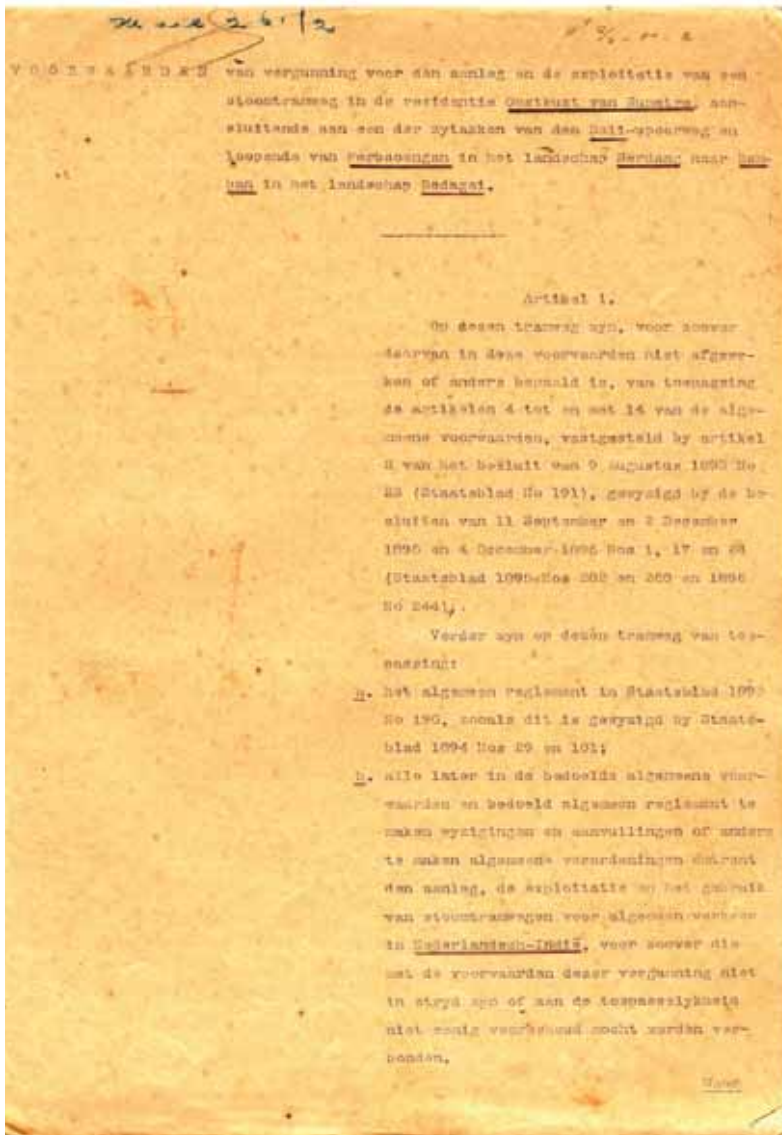 VOORWAARDEN van vergunning voor den aanleg en de exploitatie van een
stoomtramweg in de residentie Oostkust van Sumatra, aan-
sluitende aan een der zytakken van den Deli-spoorweg en
loopende van Perbaoengan in het landschap Serdang naar Bam-
ban in het landschap Bedagai.
Artikel 1.
Op dezen tramweg zyn, voor zoover
daarvan in deze voorwaarden niet afgewe-
ken of anders bepaald is, van toepassing
de artikelen 4 tot en met 14 van de alge-
meene voorwaarden, vastgesteld by artikel
van het besluit van 9 Augustus 1893 No
(Staatsblad No 191), gewyzigd by de be-
sluiten van 11 September en 2 December
1895 en 4 December 1896 Nos 1, 17 en
(Staatsblad 1895 Nos en en 1896
No 244).
Verder zyn op dezen tramweg van toe-
passing:
a. het algemeen reglement in Staatsblad 1893
No 190, zooals dit is gewyzigd by Staats-
blad 1894 Nos 29 en 101;
b. alle later in de bedoelde algemeene voor-
waarden en bedoeld algemeen reglement te
maken wyzigingen en aanvullingen of andere
te maken algemeene verordeningen omtrent
den aanleg, de exploitatie en het gebruik
van stoomtramwegen voor algemeen verkeer
in Nederlandsch-Indië, voor zoover die
met de voorwaarden dezer vergunning niet
in stryd zyn of aan de toepasselykheid
niet eenig voorbehoud mocht worden ver-
bonden.